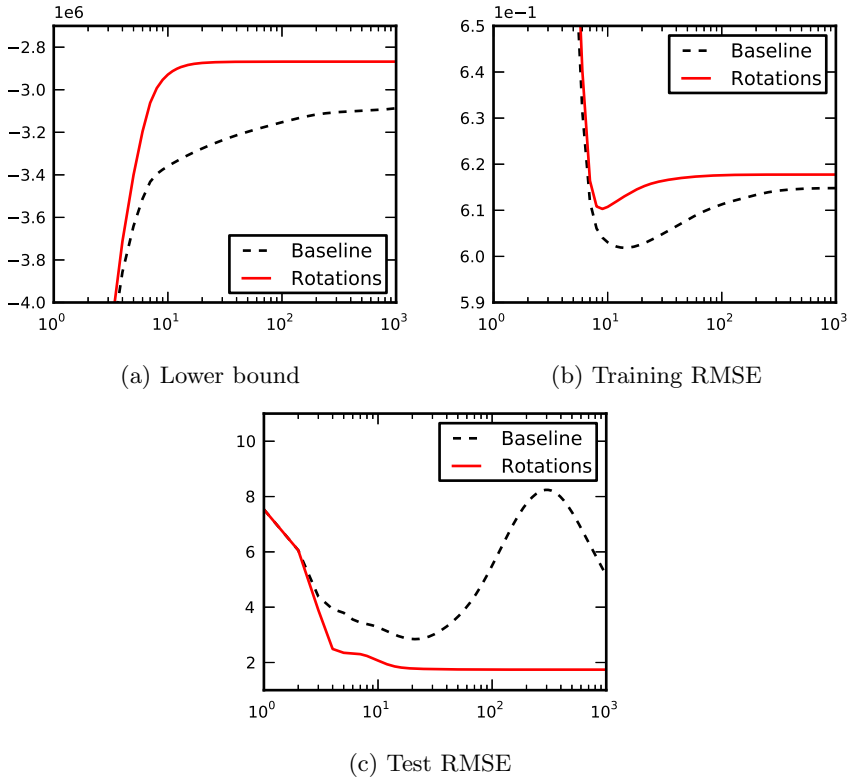 1e6
−2.8
−3.0
−3.2
−3.4
−3.6
−3.8
−4.0
10^0
10^1
10^2
10^3
Baseline
Rotations
(a) Lower bound
1e−1
6.5
6.4
6.3
6.2
6.1
6.0
5.9
10^0
10^1
10^2
10^3
Baseline
Rotations
(b) Training RMSE
10
8
6
4
2
10^0
10^1
10^2
10^3
Baseline
Rotations
(c) Test RMSE